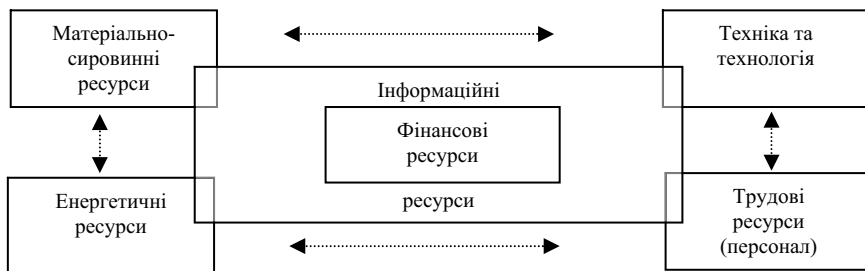 Матеріально-
сировинні
ресурси
Техніка та
технологія
Інформаційні
Фінансові
ресурси
ресурси
Енергетичні
ресурси
Трудові
ресурси
(персонал)